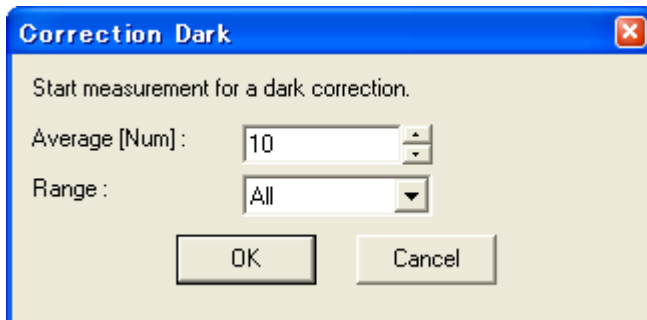 Correction Dark
Start measurement for a dark correction.
Average [Num] : 10
Range : All
OK Cancel